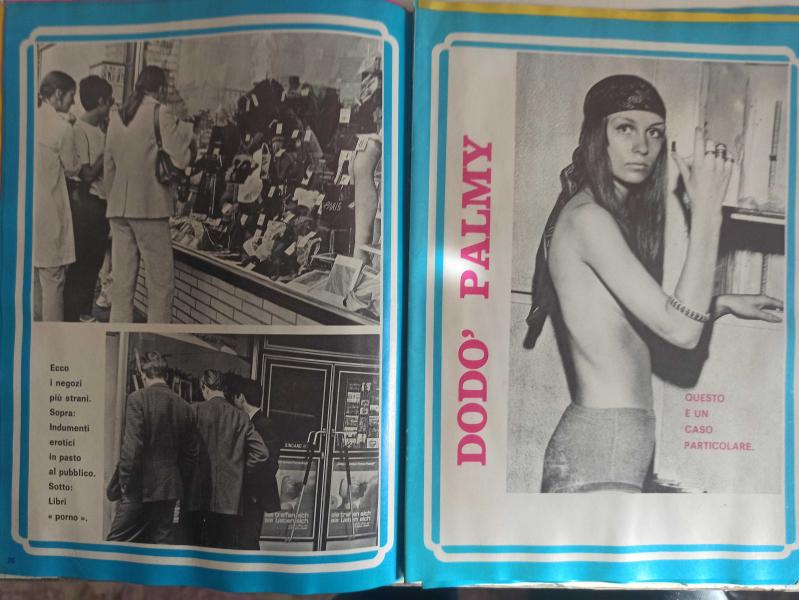 Ecco
i negozi
più strani.
Sopra:
Indumenti
erotici
in pasto
al pubblico.
Sotto:
Libri
« porno ».
DODO' PALMY
QUESTO
E UN
CASO
PARTICOLARE.